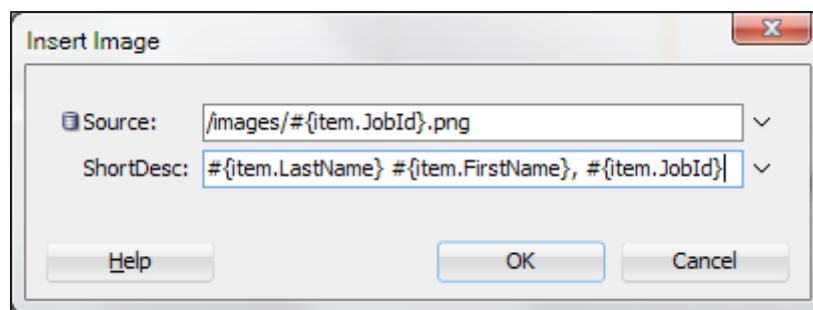 Insert Image
Source: /images/#{item.JobId}.png
ShortDesc: #{item.LastName} #{item.FirstName}, #{item.JobId}
Help OK Cancel